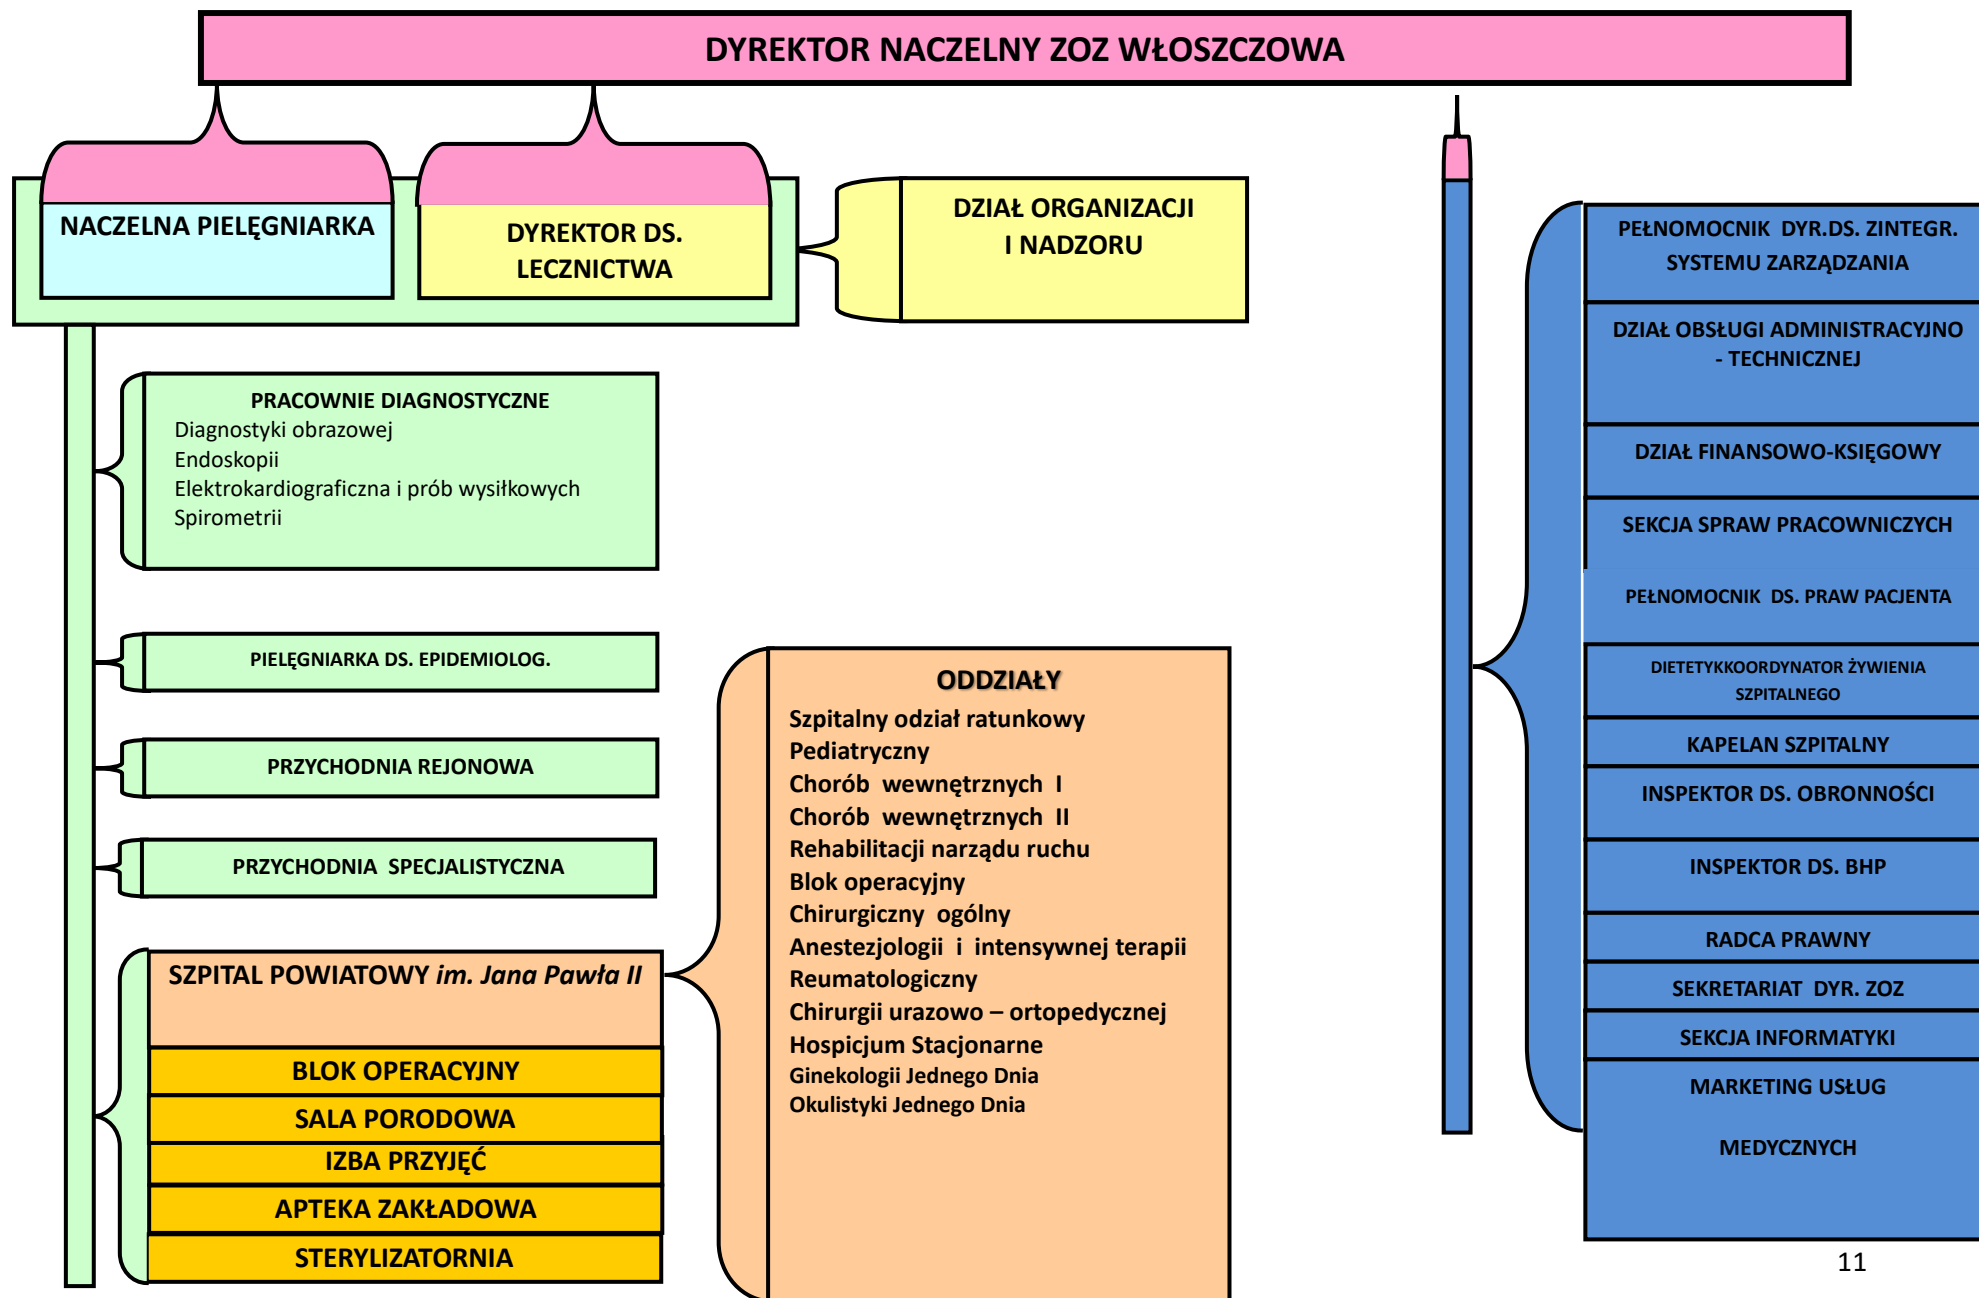 DYREKTOR NACZELNY ZOZ WŁOSZCZOWA
NACZELNA PIELĘGNIARKA
DYREKTOR DS.
LECZNICTWA
DZIAŁ ORGANIZACJI
I NADZORU
PRACOWNIE DIAGNOSTYCZNE
Diagnostyki obrazowej
Endoskopii
Elektrokardiograficzna i prób wysiłkowych
Spirometrii
PIELĘGNIARKA DS. EPIDEMIOLOG.
PRZYCHODNIA REJONOWA
PRZYCHODNIA SPECJALISTYCZNA
SZPITAL POWIATOWY im. Jana Pawła II
BLOK OPERACYJNY
SALA PORODOWA
IZBA PRZYJĘĆ
APTEKA ZAKŁADOWA
STERYLIZATORNIA
ODDZIAŁY
Szpitalny odział ratunkowy
Pediatryczny
Chorób wewnętrznych I
Chorób wewnętrznych II
Rehabilitacji narządu ruchu
Blok operacyjny
Chirurgiczny ogólny
Anestezjologii i intensywnej terapii
Reumatologiczny
Chirurgii urazowo – ortopedycznej
Hospicjum Stacjonarne
Ginekologii Jednego Dnia
Okulistyki Jednego Dnia
PEŁNOMOCNIK DYR.DS. ZINTEGR.
SYSTEMU ZARZĄDZANIA
DZIAŁ OBSŁUGI ADMINISTRACYJNO
- TECHNICZNEJ
DZIAŁ FINANSOWO-KSIĘGOWY
SEKCJA SPRAW PRACOWNICZYCH
PEŁNOMOCNIK DS. PRAW PACJENTA
DIETETYKKOORDYNATOR ŻYWIENIA
SZPITALNEGO
KAPELAN SZPITALNY
INSPEKTOR DS. OBRONNOŚCI
INSPEKTOR DS. BHP
RADCA PRAWNY
SEKRETARIAT DYR. ZOZ
SEKCJA INFORMATYKI
MARKETING USŁUG
MEDYCZNYCH
11